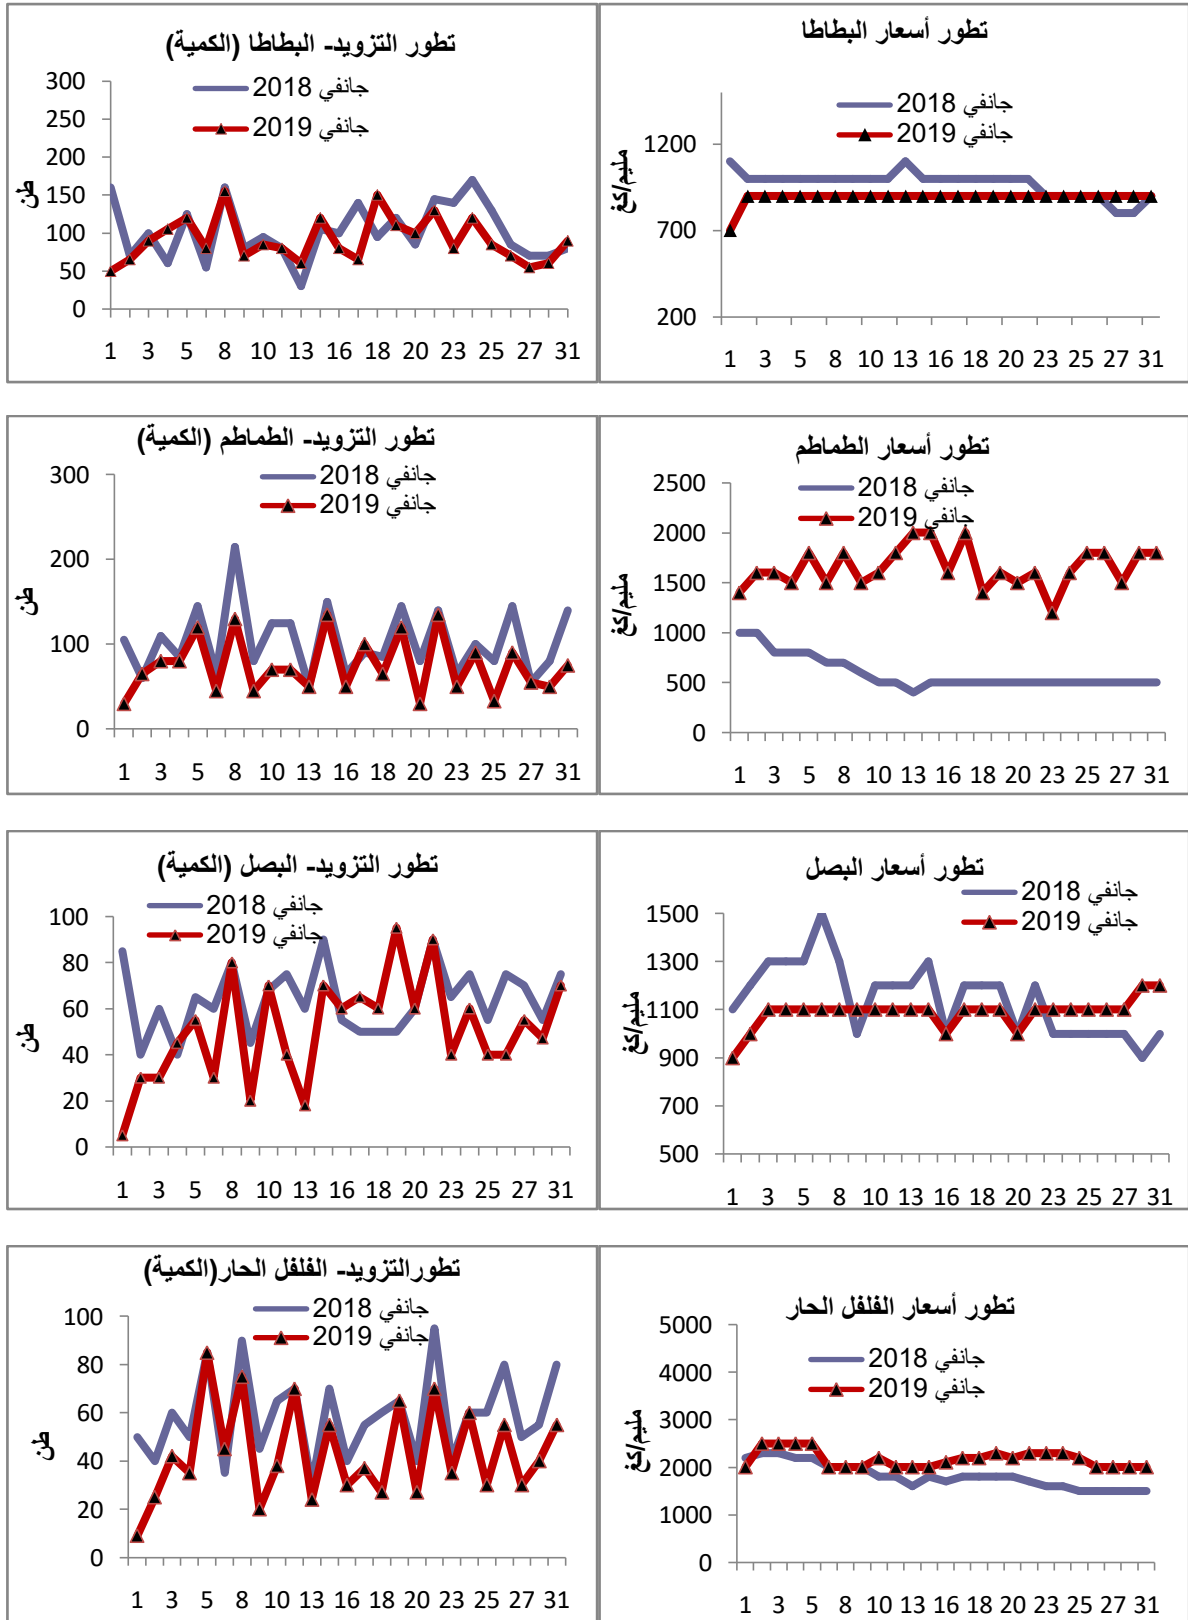 تطور التزويد- البطاطا (الكمية)
جانفي 2018
جانفي 2019
300
250
200
150
100
50
0
طن
1 3 5 8 10 13 16 18 20 23 25 27 31
تطور أسعار البطاطا
جانفي 2018
جانفي 2019
1200
700
200
مليم/كغ
1 3 5 8 10 13 16 20 23 25 27 31
تطور التزويد- الطماطم (الكمية)
جانفي 2018
جانفي 2019
300
200
100
0
طن
1 3 5 8 10 13 16 18 20 23 25 27 31
تطور أسعار الطماطم
جانفي 2018
جانفي 2019
2500
2000
1500
1000
500
0
مليم/كغ
1 3 5 8 10 13 16 18 20 23 27 31
تطور التزويد- البصل (الكمية)
جانفي 2018
جانفي 2019
100
80
60
40
20
0
طن
1 3 5 8 10 13 16 18 20 23 25 27 31
تطور أسعار البصل
جانفي 2018
جانفي 2019
1500
1300
1100
900
700
500
مليم/كغ
1 3 5 8 10 13 16 18 20 23 25 27 31
تطورالتزويد- الفلفل الحار(الكمية)
جانفي 2018
جانفي 2019
100
80
60
40
20
0
طن
1 3 5 8 10 13 16 18 20 23 25 27 31
تطور أسعار الفلفل الحار
جانفي 2018
جانفي 2019
5000
4000
3000
2000
1000
0
مليم/كغ
1 3 5 8 10 13 16 18 20 23 25 27 31